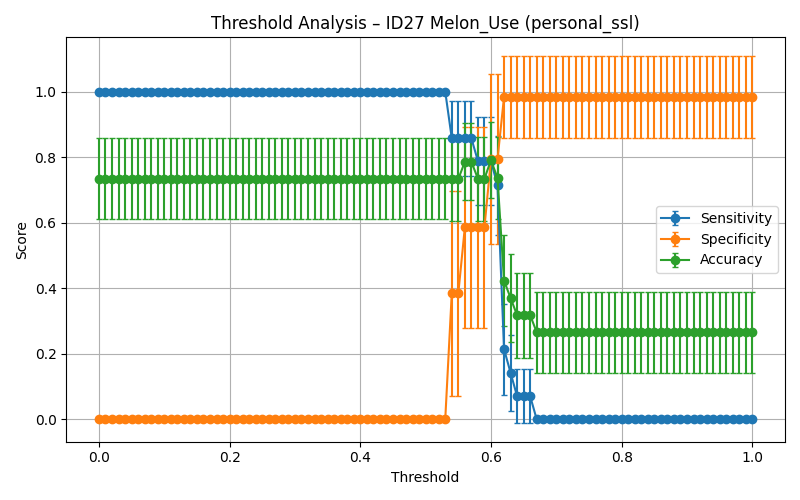 Threshold Analysis – ID27 Melon_Use (personal_ssl)
Score
1.0
0.8
0.6
0.4
0.2
0.0
Sensitivity
Specificity
Accuracy
0.0 0.2 0.4 0.6 0.8 1.0
Threshold